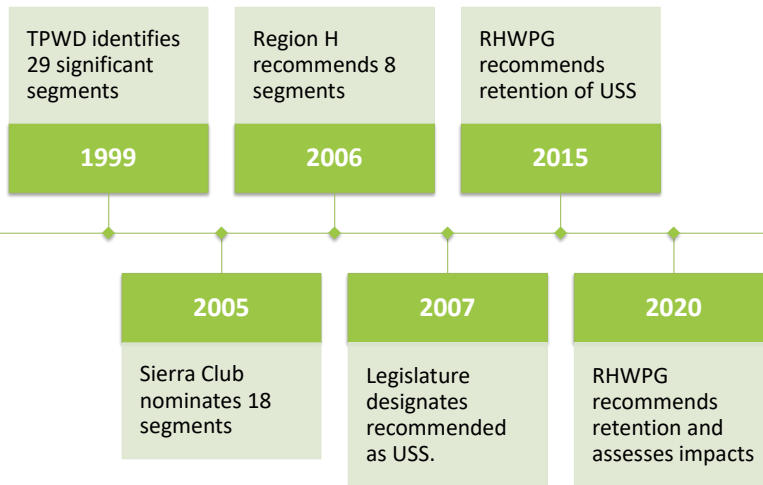 TPWD identifies
29 significant
segments
1999
Region H
recommends 8
segments
2006
RHWPG
recommends
retention of USS
2015
2005
Sierra Club
nominates 18
segments
2007
Legislature
designates
recommended
as USS.
2020
RHWPG
recommends
retention and
assesses impacts